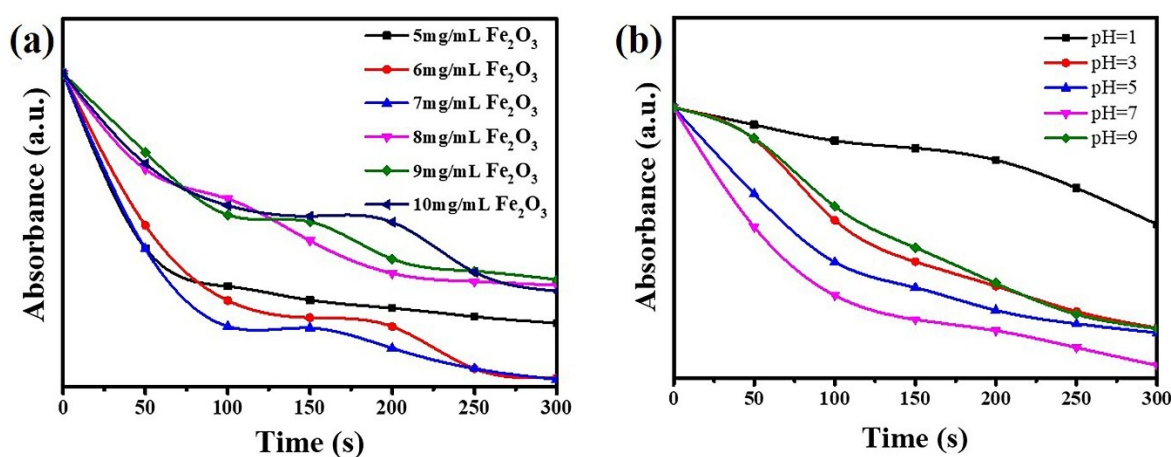 (a)
5mg/mL Fe₂O₃
6mg/mL Fe₂O₃
7mg/mL Fe₂O₃
8mg/mL Fe₂O₃
9mg/mL Fe₂O₃
10mg/mL Fe₂O₃
Absorbance (a.u.)
0 50 100 150 200 250 300
Time (s)
(b)
pH=1
pH=3
pH=5
pH=7
pH=9
Absorbance (a.u.)
0 50 100 150 200 250 300
Time (s)